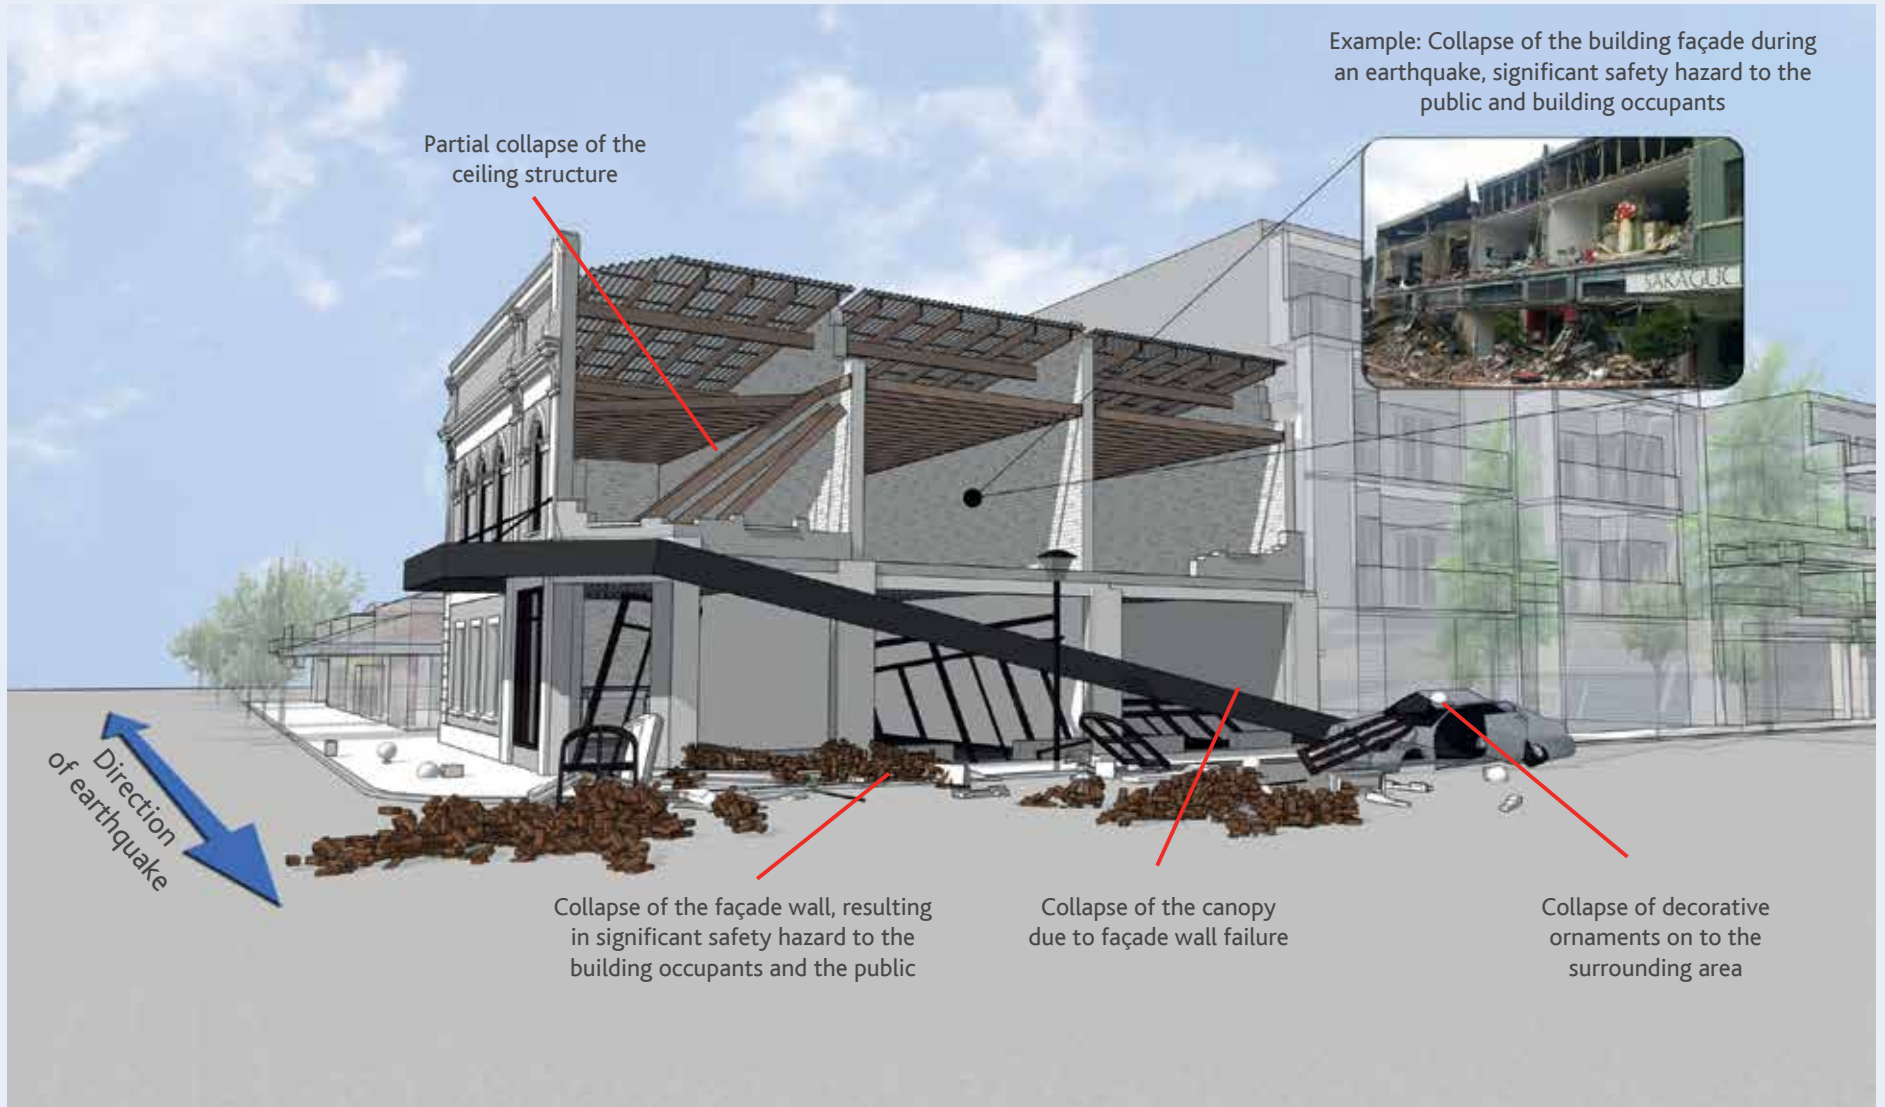 Example: Collapse of the building façade during
an earthquake, significant safety hazard to the
public and building occupants
Partial collapse of the
ceiling structure
SAKAGUC
Direction
of earthquake
Collapse of the façade wall, resulting
in significant safety hazard to the
building occupants and the public
Collapse of the canopy
due to façade wall failure
Collapse of decorative
ornaments on to the
surrounding area